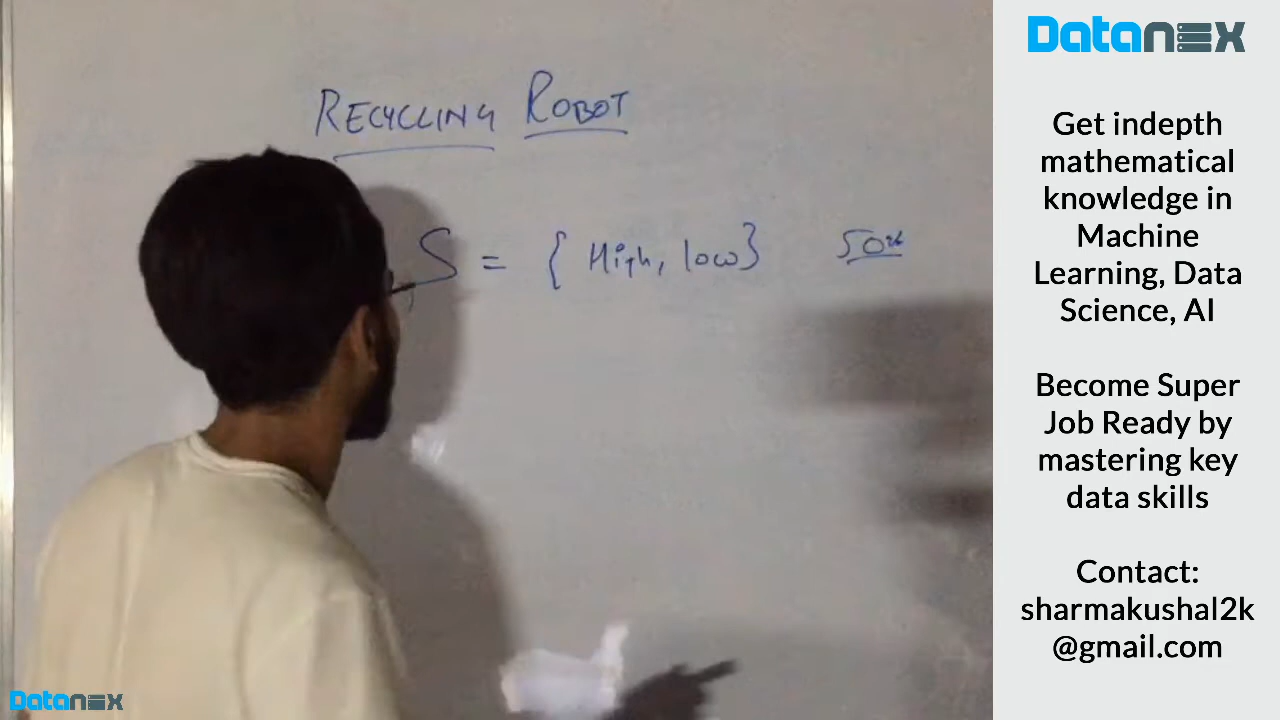 RECYCLING ROBOT
S = { High, low} 50%
Datanex
Get indepth
mathematical
knowledge in
Machine
Learning, Data
Science, AI
Become Super
Job Ready by
mastering key
data skills
Contact:
sharmakushal2k
@gmail.com
Datanex